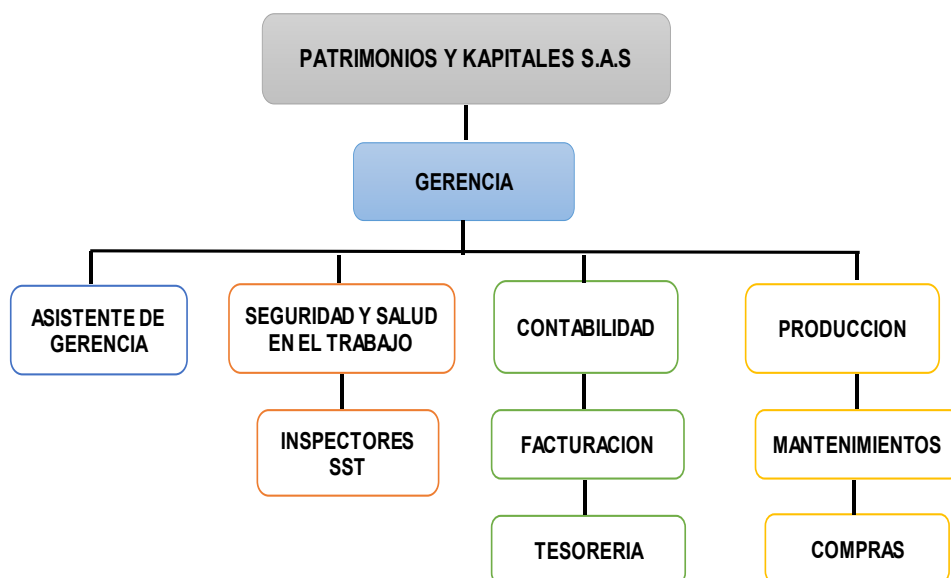 PATRIMONIOS Y KAPITALES S.A.S
GERENCIA
ASISTENTE DE
GERENCIA
SEGURIDAD Y SALUD
EN EL TRABAJO
CONTABILIDAD
PRODUCCION
INSPECTORES
SST
FACTURACION
MANTENIMIENTOS
TESORERIA
COMPRAS